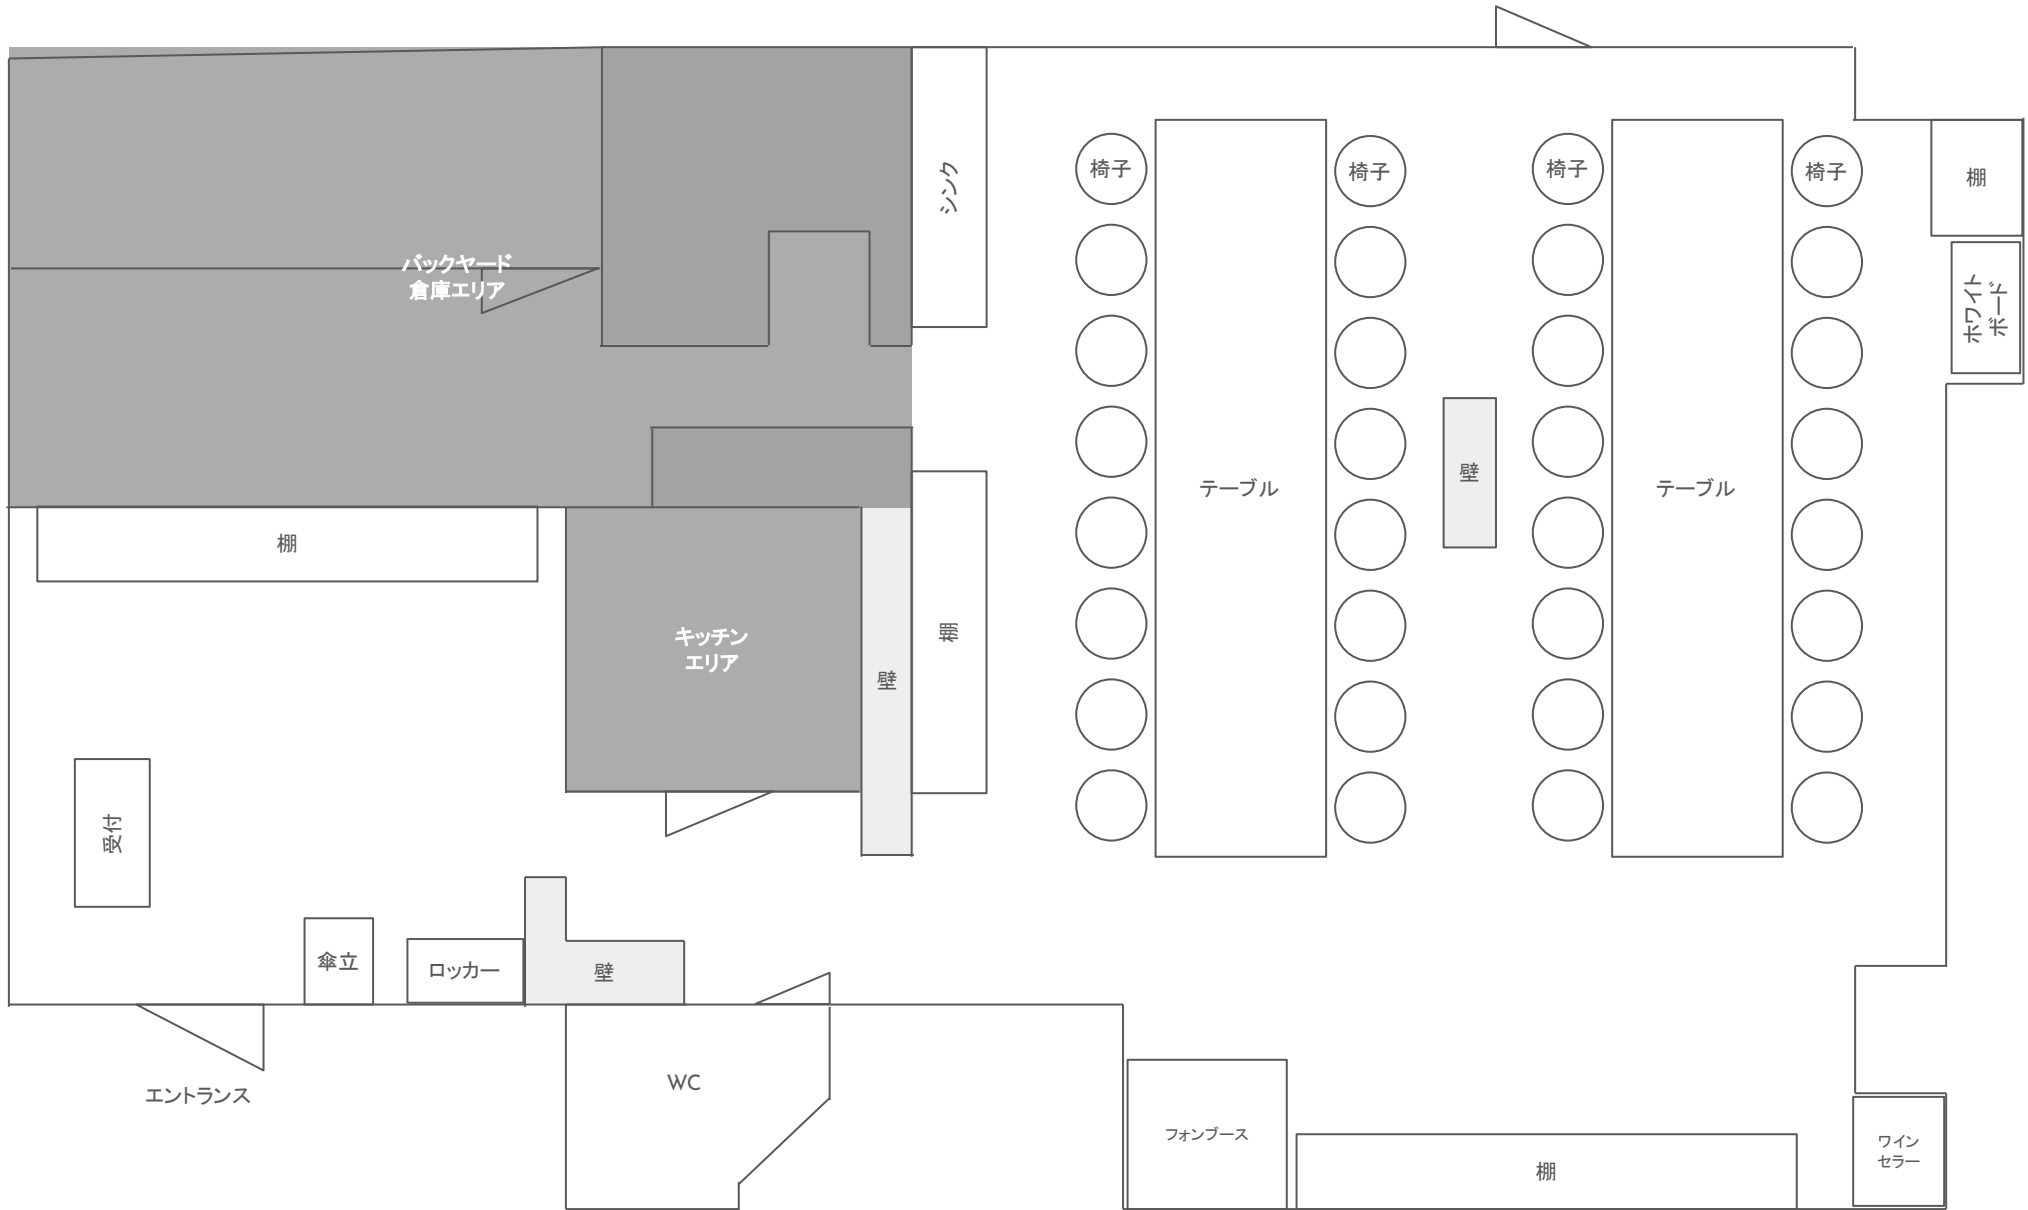 シンク
椅子
椅子
椅子
椅子
棚
バックヤード
倉庫エリア
ホワイト
ボード
テーブル
壁
テーブル
棚
キッチン
エリア
棚
壁
受付
傘立
ロッカー
壁
エントランス
WC
フォンブース
棚
ワイン
セラー